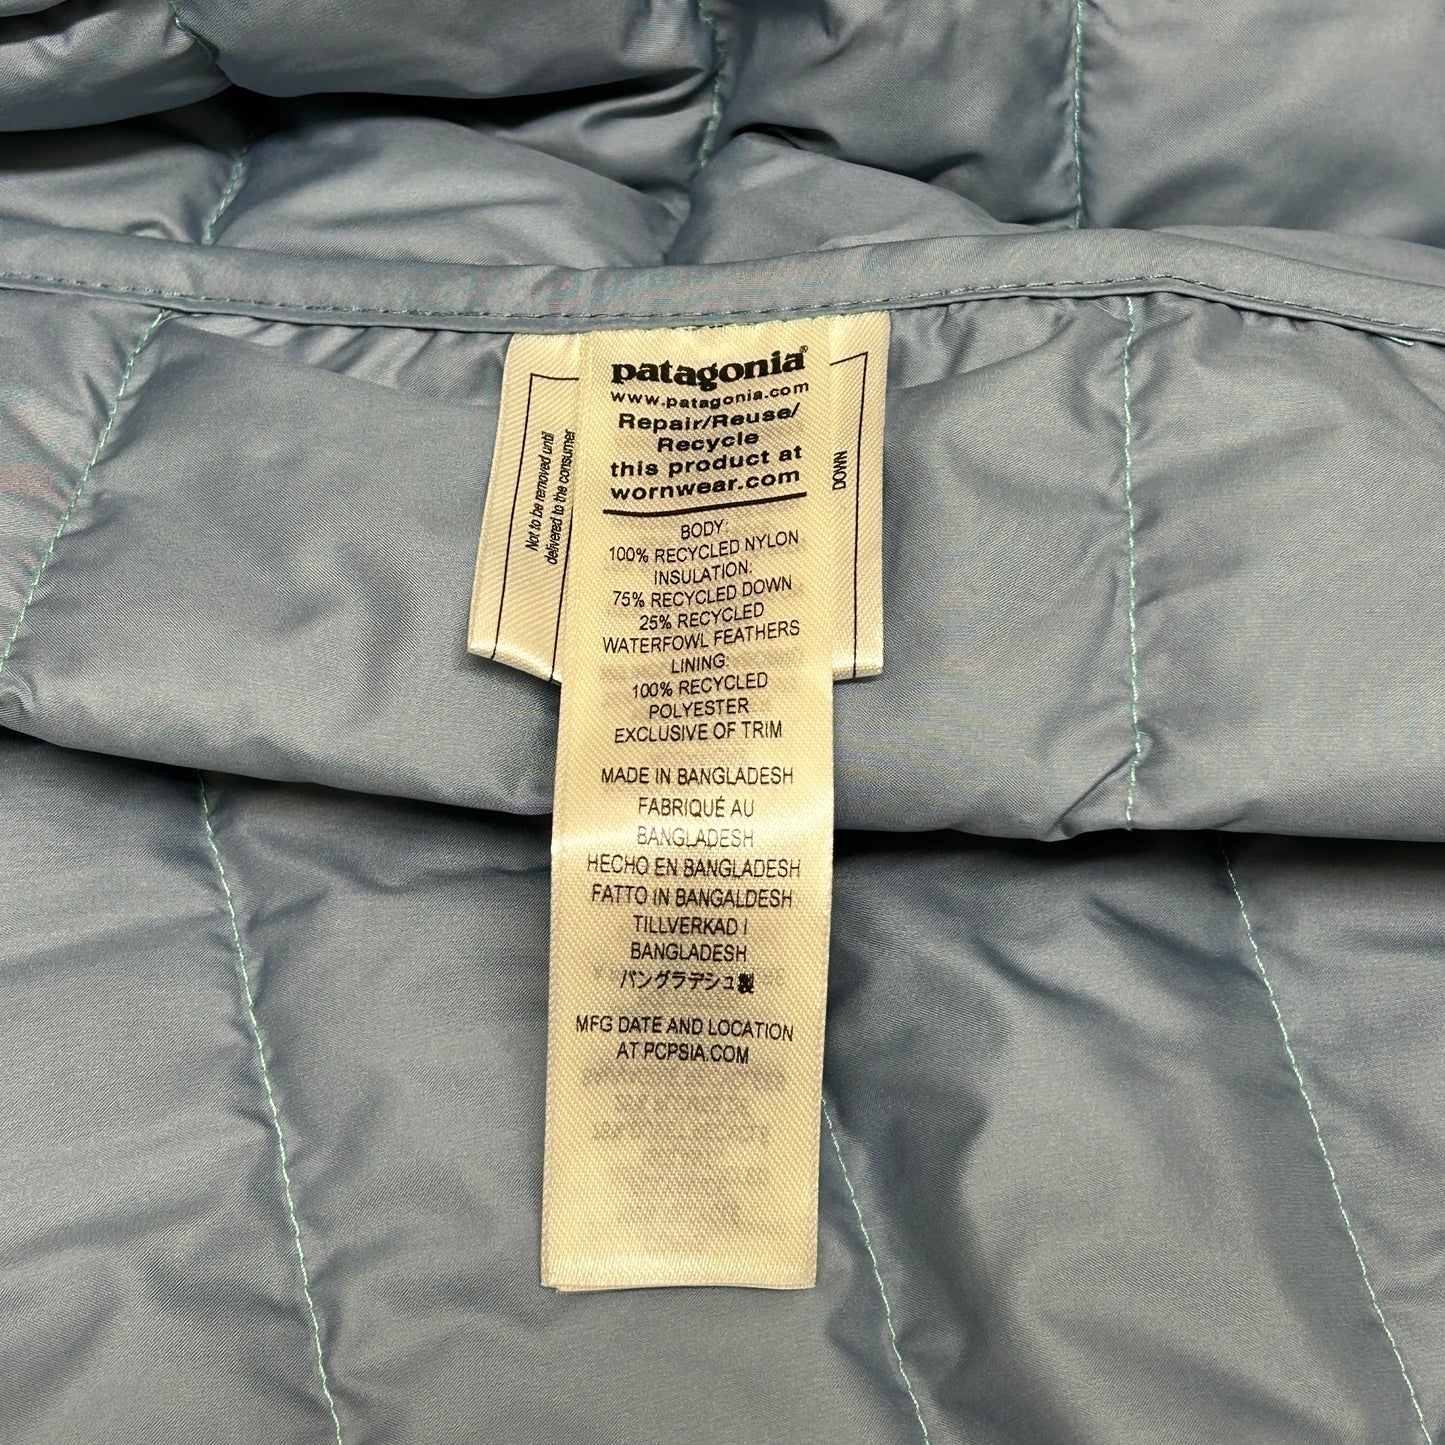 patagonia®
www.patagonia.com
Repair/Reuse/
Recycle
this product at
wornwear.com
BODY:
100% RECYCLED NYLON
INSULATION:
75% RECYCLED DOWN
25% RECYCLED
WATERFOWL FEATHERS
LINING:
100% RECYCLED
POLYESTER
EXCLUSIVE OF TRIM
MADE IN BANGLADESH
FABRIQUÉ AU
BANGLADESH
HECHO EN BANGLADESH
FATTO IN BANGALDESH
TILLVERKAD I
BANGLADESH
バングラデシュ製
MFG DATE AND LOCATION
AT PCPSIA.COM
Not to be removed until
delivered to the consumer
DOWN